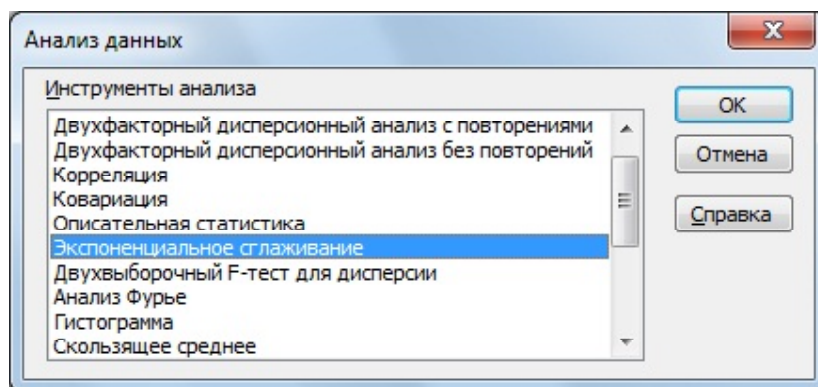 Анализ данных
Инструменты анализа
Двухфакторный дисперсионный анализ с повторениями
Двухфакторный дисперсионный анализ без повторений
Корреляция
Ковариация
Описательная статистика
Экспоненциальное сглаживание
Двухвыборочный F-тест для дисперсии
Анализ Фурье
Гистограмма
Скользящее среднее
ОК
Отмена
Справка